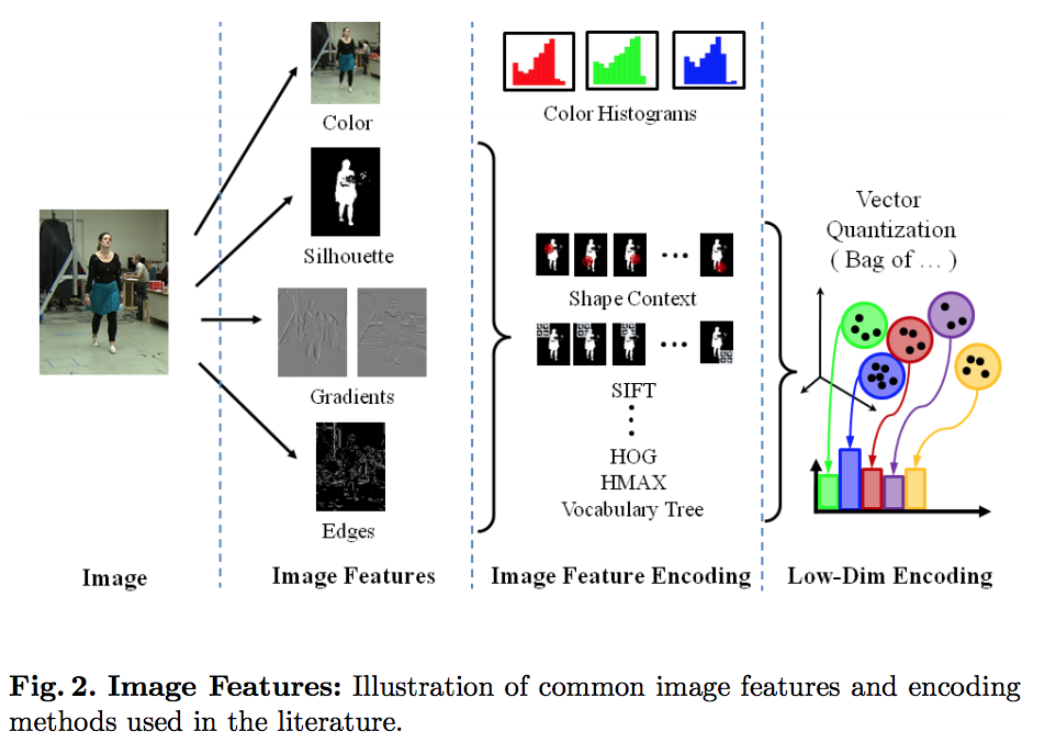 Color
Silhouette
Gradients
Edges
Color Histograms
Shape Context
SIFT
HOG
HMAX
Vocabulary Tree
Vector
Quantization
( Bag of … )
Image
Image Features
Image Feature Encoding
Low-Dim Encoding
Fig. 2. Image Features: Illustration of common image features and encoding
methods used in the literature.